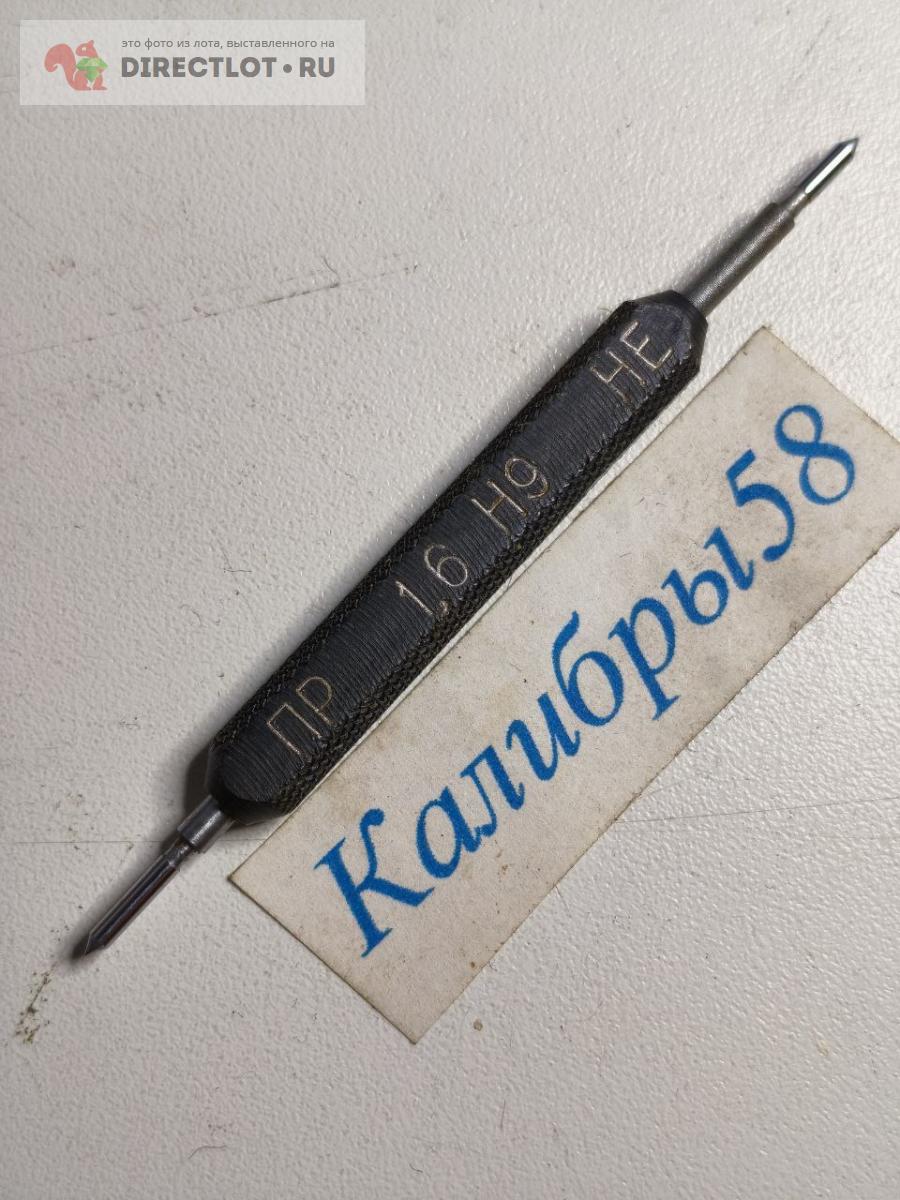 это фото из лота, выставленного на
DIRECTLOT•RU
ПР 1,6 H9 НЕ
Калибры58